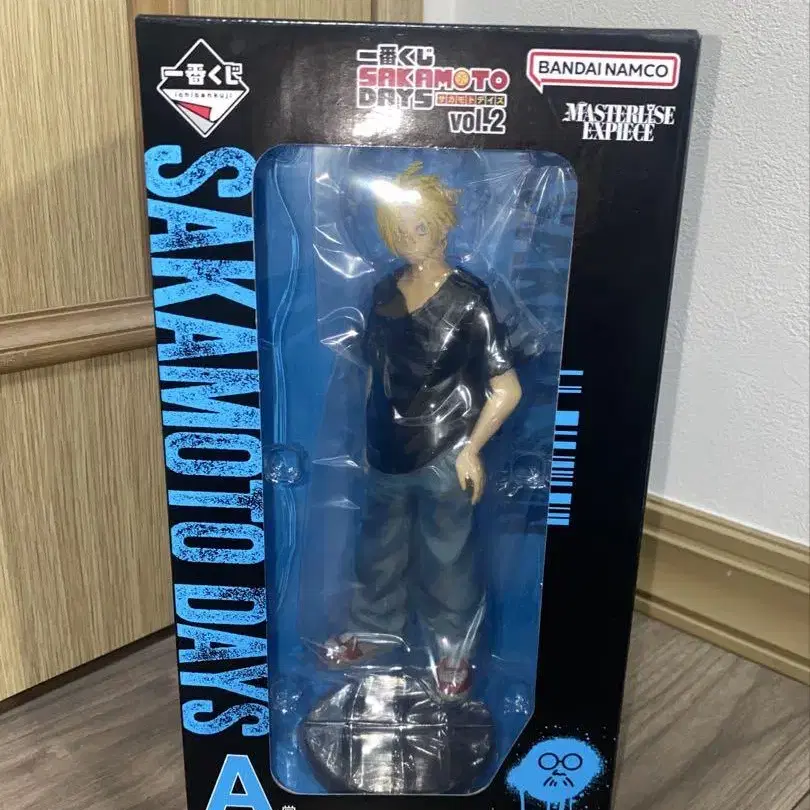 一番くじ
ichibankuji
一番くじ
SAKAMOTO
DAYS サカモトデイズ
vol.2
BANDAI NAMCO
MASTERLISE
EXPIECE
SAKAMOTO DAYS
A